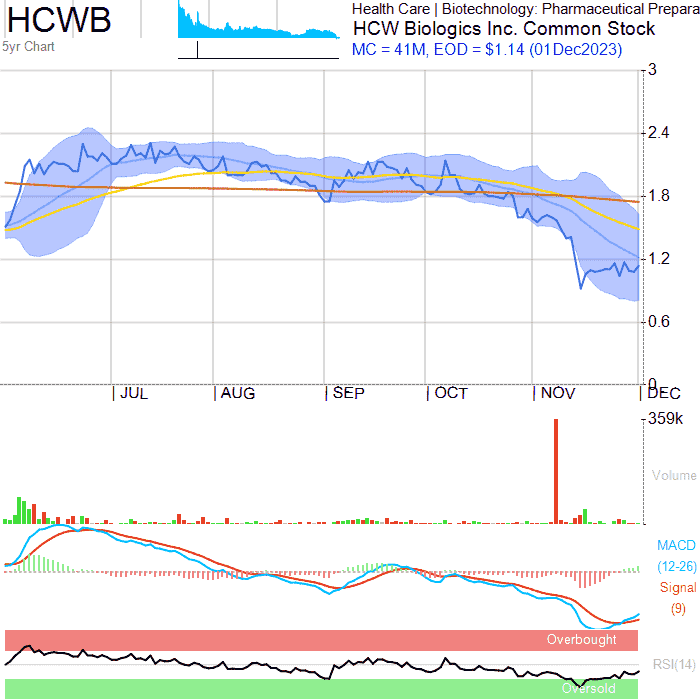 HCWB
5yr Chart
Health Care | Biotechnology: Pharmaceutical Prepara
HCW Biologics Inc. Common Stock
MC = 41M, EOD = $1.14 (01Dec2023)
3
2.4
1.8
1.2
0.6
0
JUL AUG SEP OCT NOV DEC
359k
Volume
MACD
(12-26)
Signal
(9)
Overbought
RSI(14)
Oversold